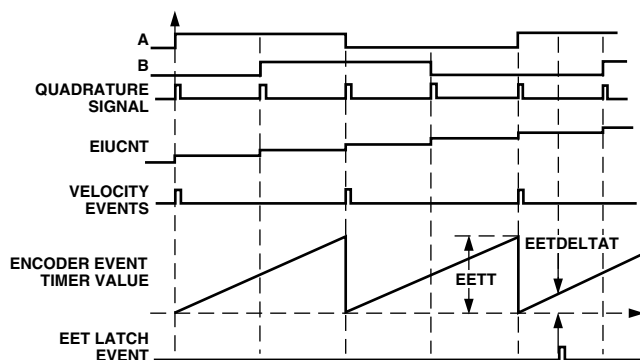 A
B
QUADRATURE
SIGNAL
EIUCNT
VELOCITY
EVENTS
EETDELTAT
ENCODER EVENT
TIMER VALUE
EETT
EET LATCH
EVENT